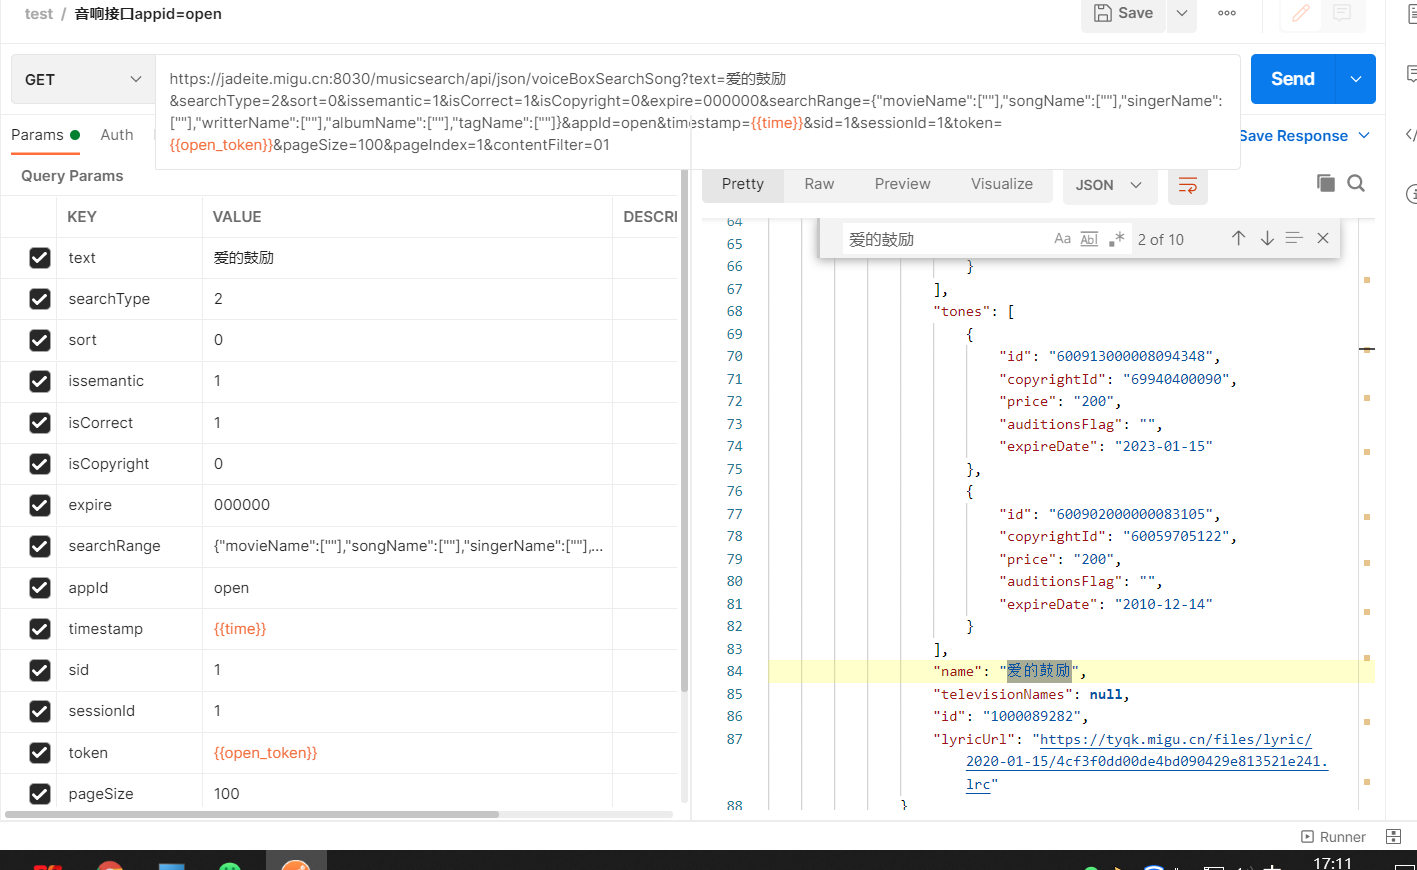 test / 音响接口appid=open
Save
GET
https://jadeite.migu.cn:8030/musicsearch/api/json/voiceBoxSearchSong?text=爱的鼓励
&searchType=2&sort=0&issemantic=1&isCorrect=1&isCopyright=0&expire=000000&searchRange={"movieName":[""],"songName":[""],"singerName":
[""],"writterName":[""],"albumName":[""],"tagName":[""]}&appId=open&timestamp={{time}}&sid=1&sessionId=1&token=
{{open_token}}&pageSize=100&pageIndex=1&contentFilter=01
Send
Params
Auth
Save Response
Query Params
KEY VALUE DESCRI
text 爱的鼓励
searchType 2
sort 0
issemantic 1
isCorrect 1
isCopyright 0
expire 000000
searchRange {"movieName":[""],"songName":[""],"singerName":[""],...
appId open
timestamp {{time}}
sid 1
sessionId 1
token {{open_token}}
pageSize 100
Pretty Raw Preview Visualize JSON
爱的鼓励 Aa Abl .* 2 of 10
64
65
66 }
67 ],
68 "tones": [
69 {
70 "id": "600913000008094348",
71 "copyrightId": "69940400090",
72 "price": "200",
73 "auditionsFlag": "",
74 "expireDate": "2023-01-15"
75 },
76 {
77 "id": "600902000000083105",
78 "copyrightId": "60059705122",
79 "price": "200",
80 "auditionsFlag": "",
81 "expireDate": "2010-12-14"
82 }
83 ],
84 "name": "爱的鼓励",
85 "televisionNames": null,
86 "id": "1000089282",
87 "lyricUrl": "https://tyqk.migu.cn/files/lyric/
2020-01-15/4cf3f0dd00de4bd090429e813521e241.
lrc"
88 }
Runner
17:11